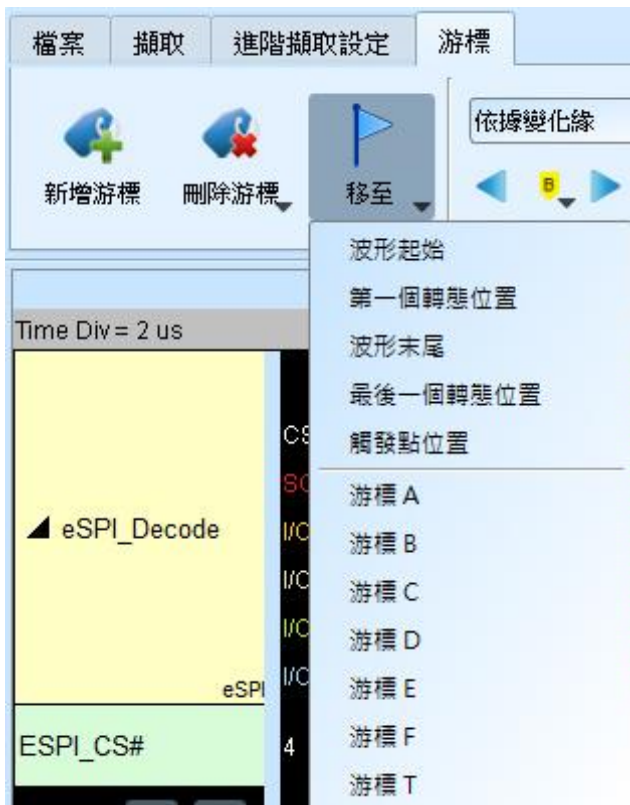 檔案 擷取 進階擷取設定 游標
依據變化緣
新增游標 刪除游標 移至
B
波形起始
第一個轉態位置
波形末尾
最後一個轉態位置
觸發點位置
游標 A
游標 B
游標 C
游標 D
游標 E
游標 F
游標 T
Time Div = 2 us
CS
SC
eSPI_Decode
I/O
I/O
I/O
I/O
eSPI
ESPI_CS#
4